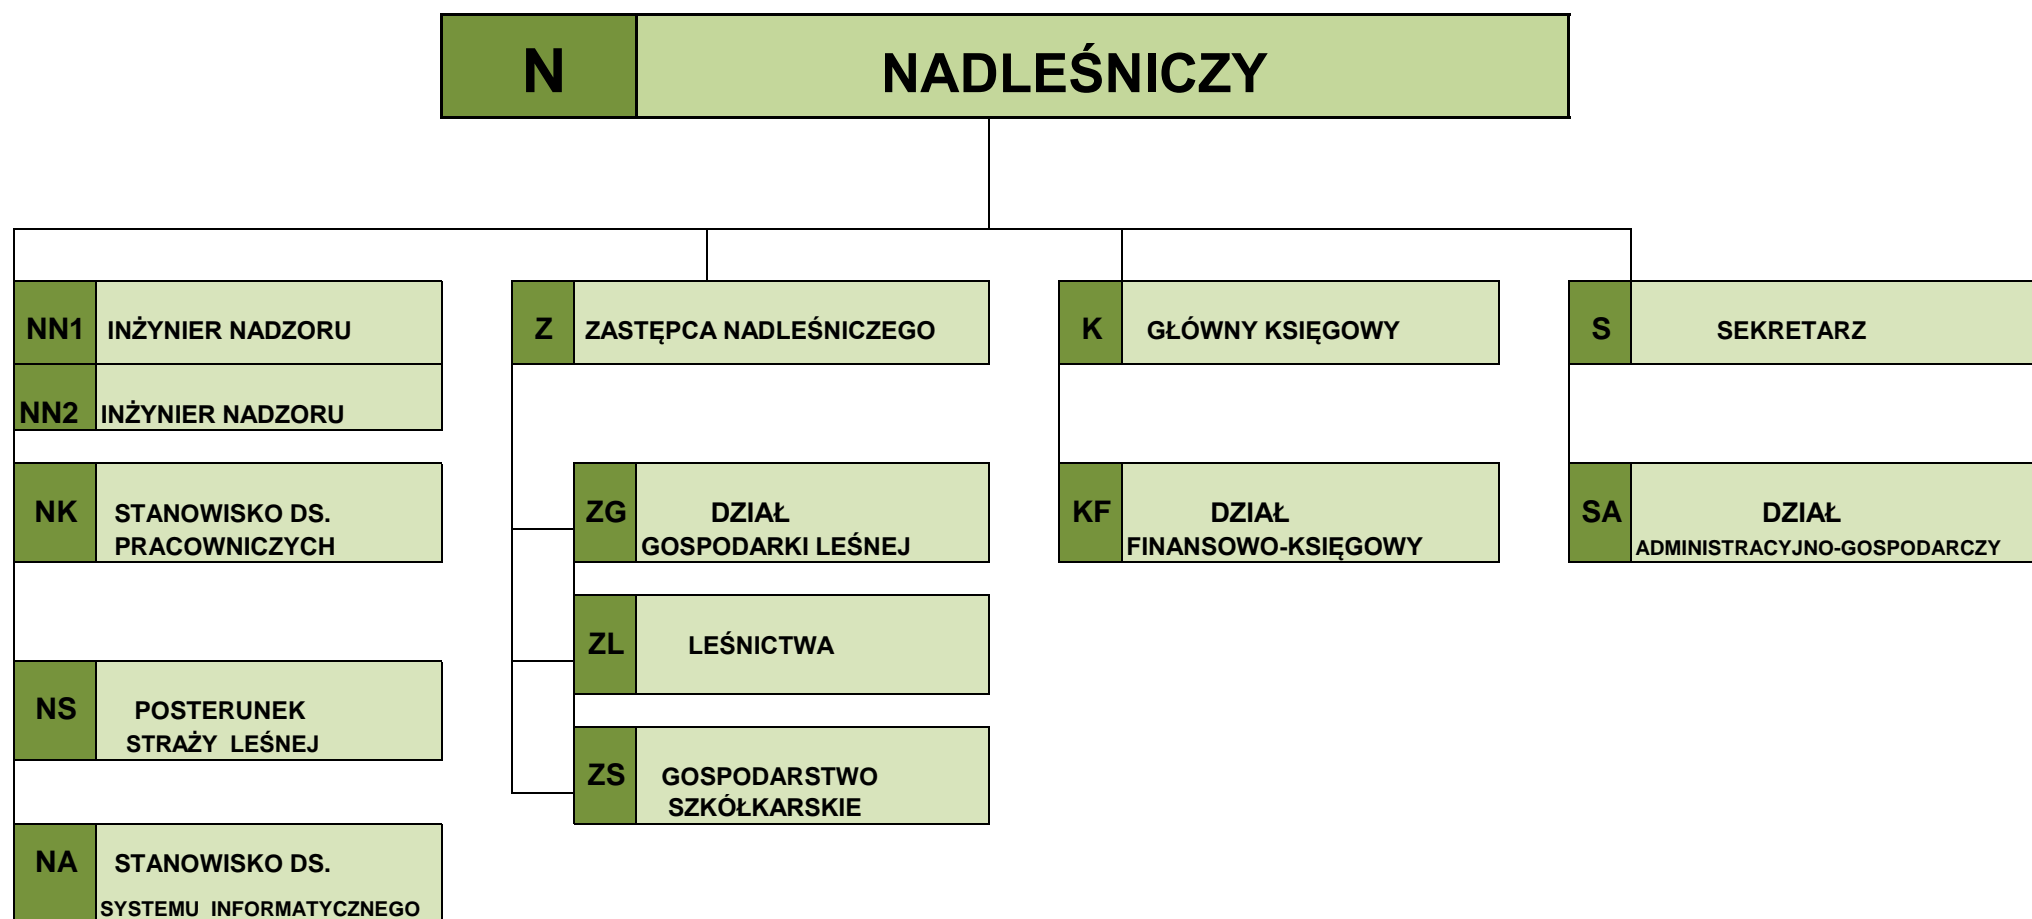 N NADLEŚNICZY
NN1 INŻYNIER NADZORU
NN2 INŻYNIER NADZORU
NK STANOWISKO DS.
PRACOWNICZYCH
NS POSTERUNEK
STRAŻY LEŚNEJ
NA STANOWISKO DS.
SYSTEMU INFORMATYCZNEGO
Z ZASTĘPCA NADLEŚNICZEGO
ZG DZIAŁ
GOSPODARKI LEŚNEJ
ZL LEŚNICTWA
ZS GOSPODARSTWO
SZKÓŁKARSKIE
K GŁÓWNY KSIĘGOWY
KF DZIAŁ
FINANSOWO-KSIĘGOWY
S SEKRETARZ
SA DZIAŁ
ADMINISTRACYJNO-GOSPODARCZY